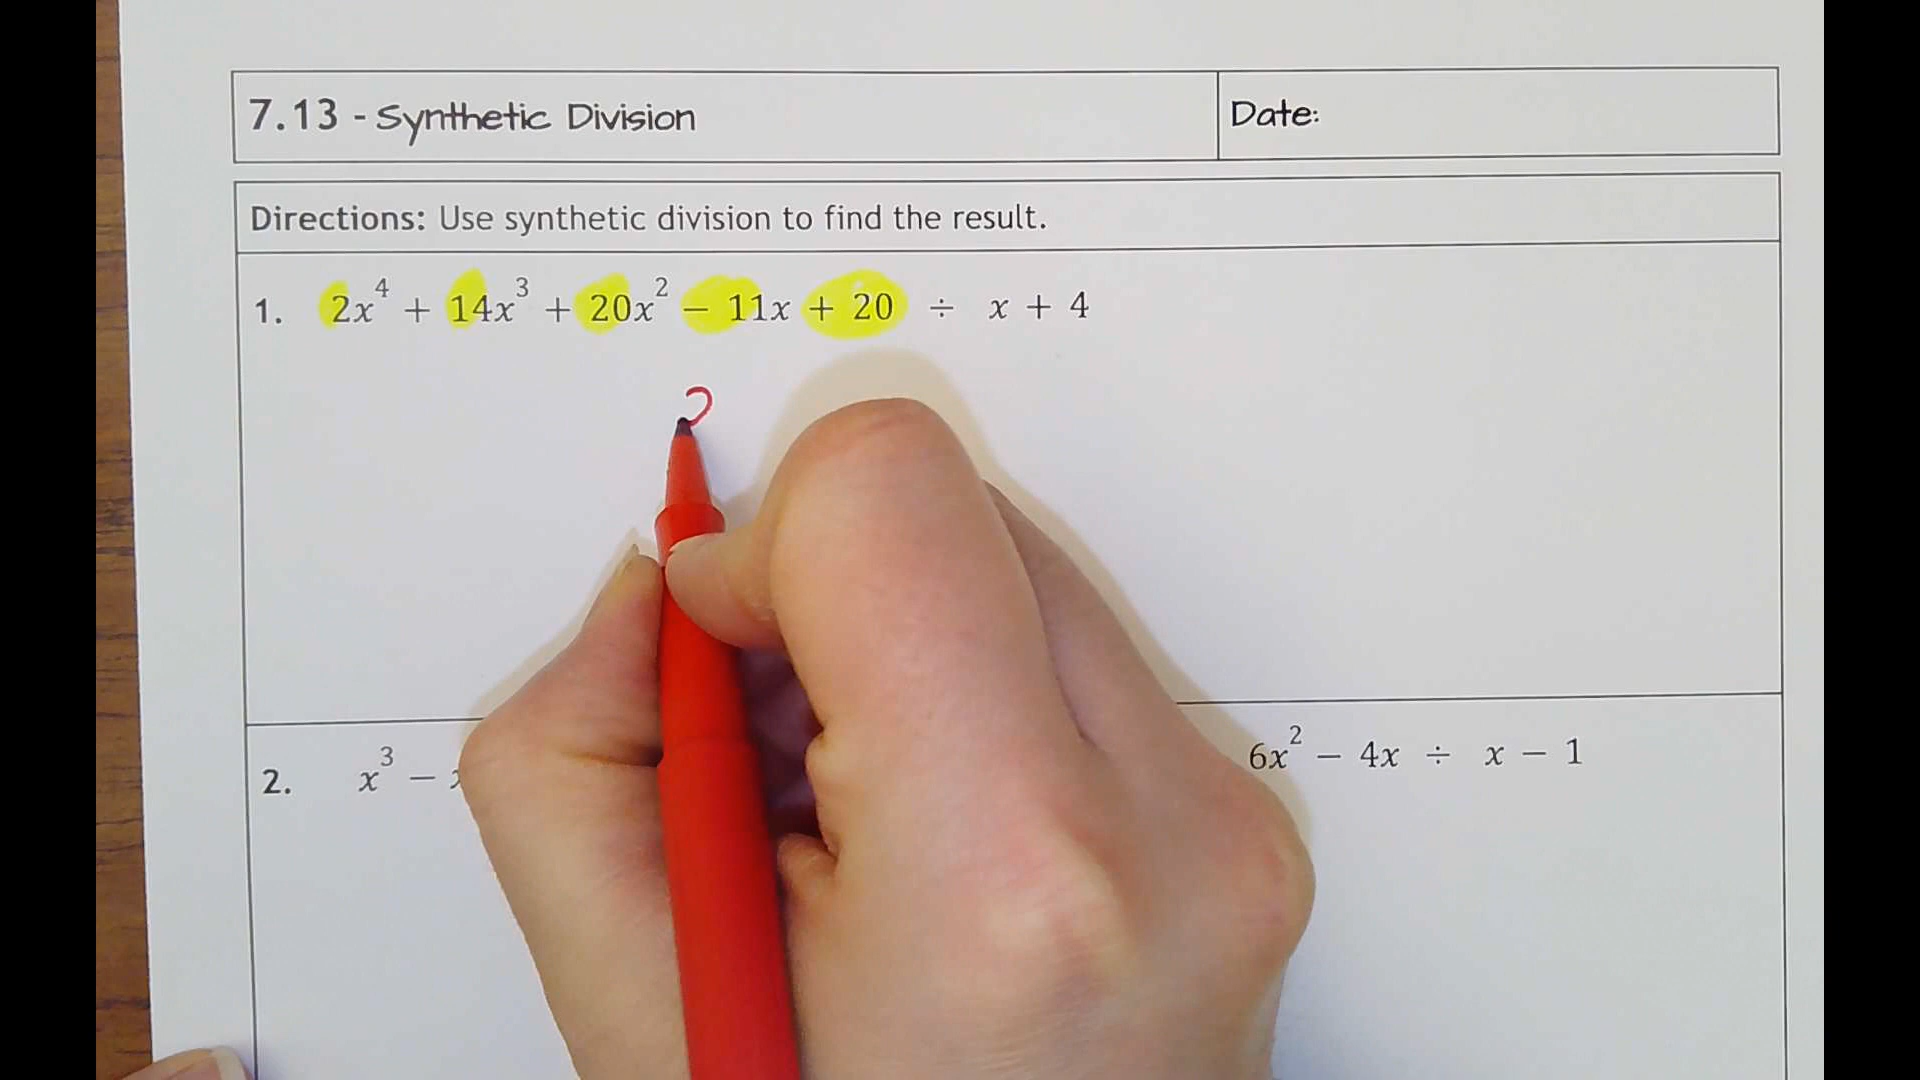 7.13 - Synthetic Division
Date:
Directions: Use synthetic division to find the result.
1. 2x⁴ + 14x³ + 20x² − 11x + 20 ÷ x + 4
2
2. x³ −
6x² − 4x ÷ x − 1